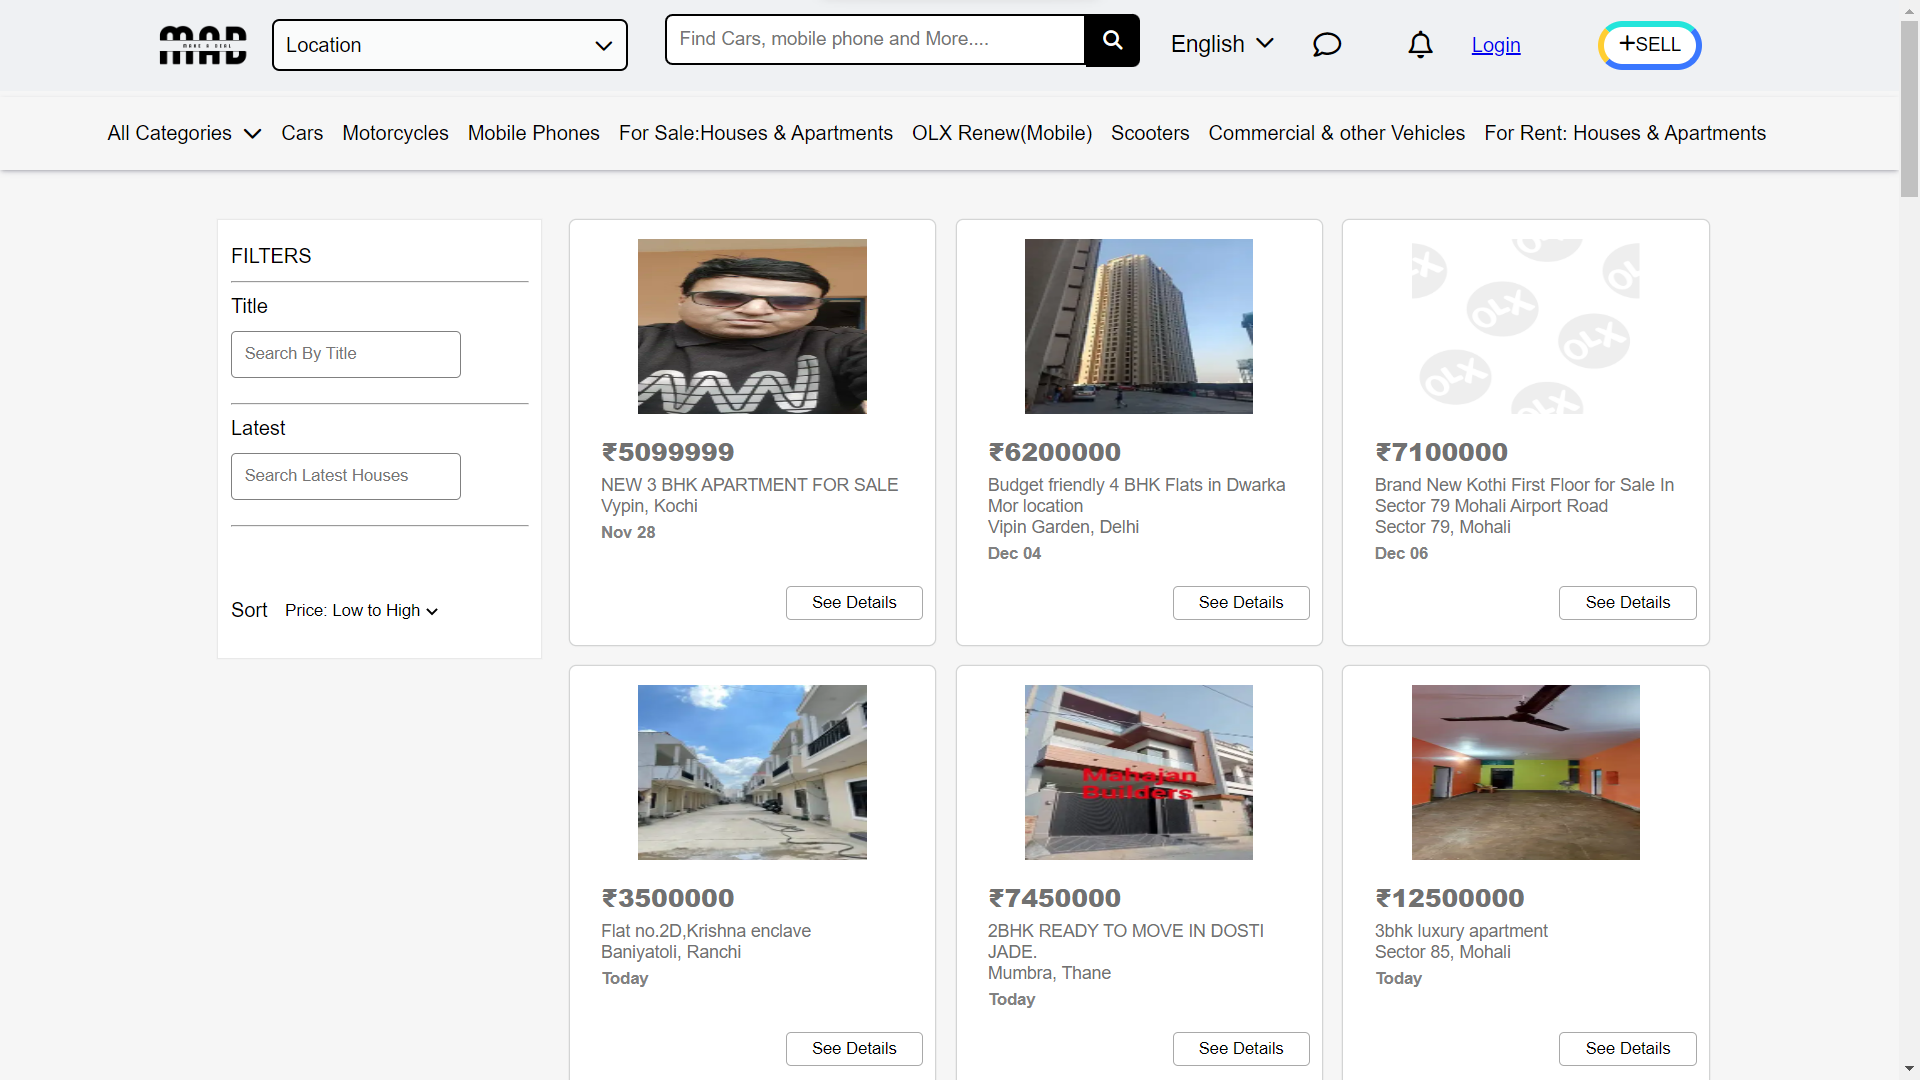 MAD
MAKE A DEAL
Location
Find Cars, mobile phone and More....
English
Login
+SELL
All Categories
Cars
Motorcycles
Mobile Phones
For Sale:Houses & Apartments
OLX Renew(Mobile)
Scooters
Commercial & other Vehicles
For Rent: Houses & Apartments
FILTERS
Title
Search By Title
Latest
Search Latest Houses
Sort Price: Low to High
₹5099999
NEW 3 BHK APARTMENT FOR SALE
Vypin, Kochi
Nov 28
See Details
₹6200000
Budget friendly 4 BHK Flats in Dwarka
Mor location
Vipin Garden, Delhi
Dec 04
See Details
OLX
OLX
OLX
OLX
OLX
OLX
OLX
₹7100000
Brand New Kothi First Floor for Sale In
Sector 79 Mohali Airport Road
Sector 79, Mohali
Dec 06
See Details
₹3500000
Flat no.2D,Krishna enclave
Baniyatoli, Ranchi
Today
See Details
Mahajan
Builders
₹7450000
2BHK READY TO MOVE IN DOSTI
JADE.
Mumbra, Thane
Today
See Details
₹12500000
3bhk luxury apartment
Sector 85, Mohali
Today
See Details